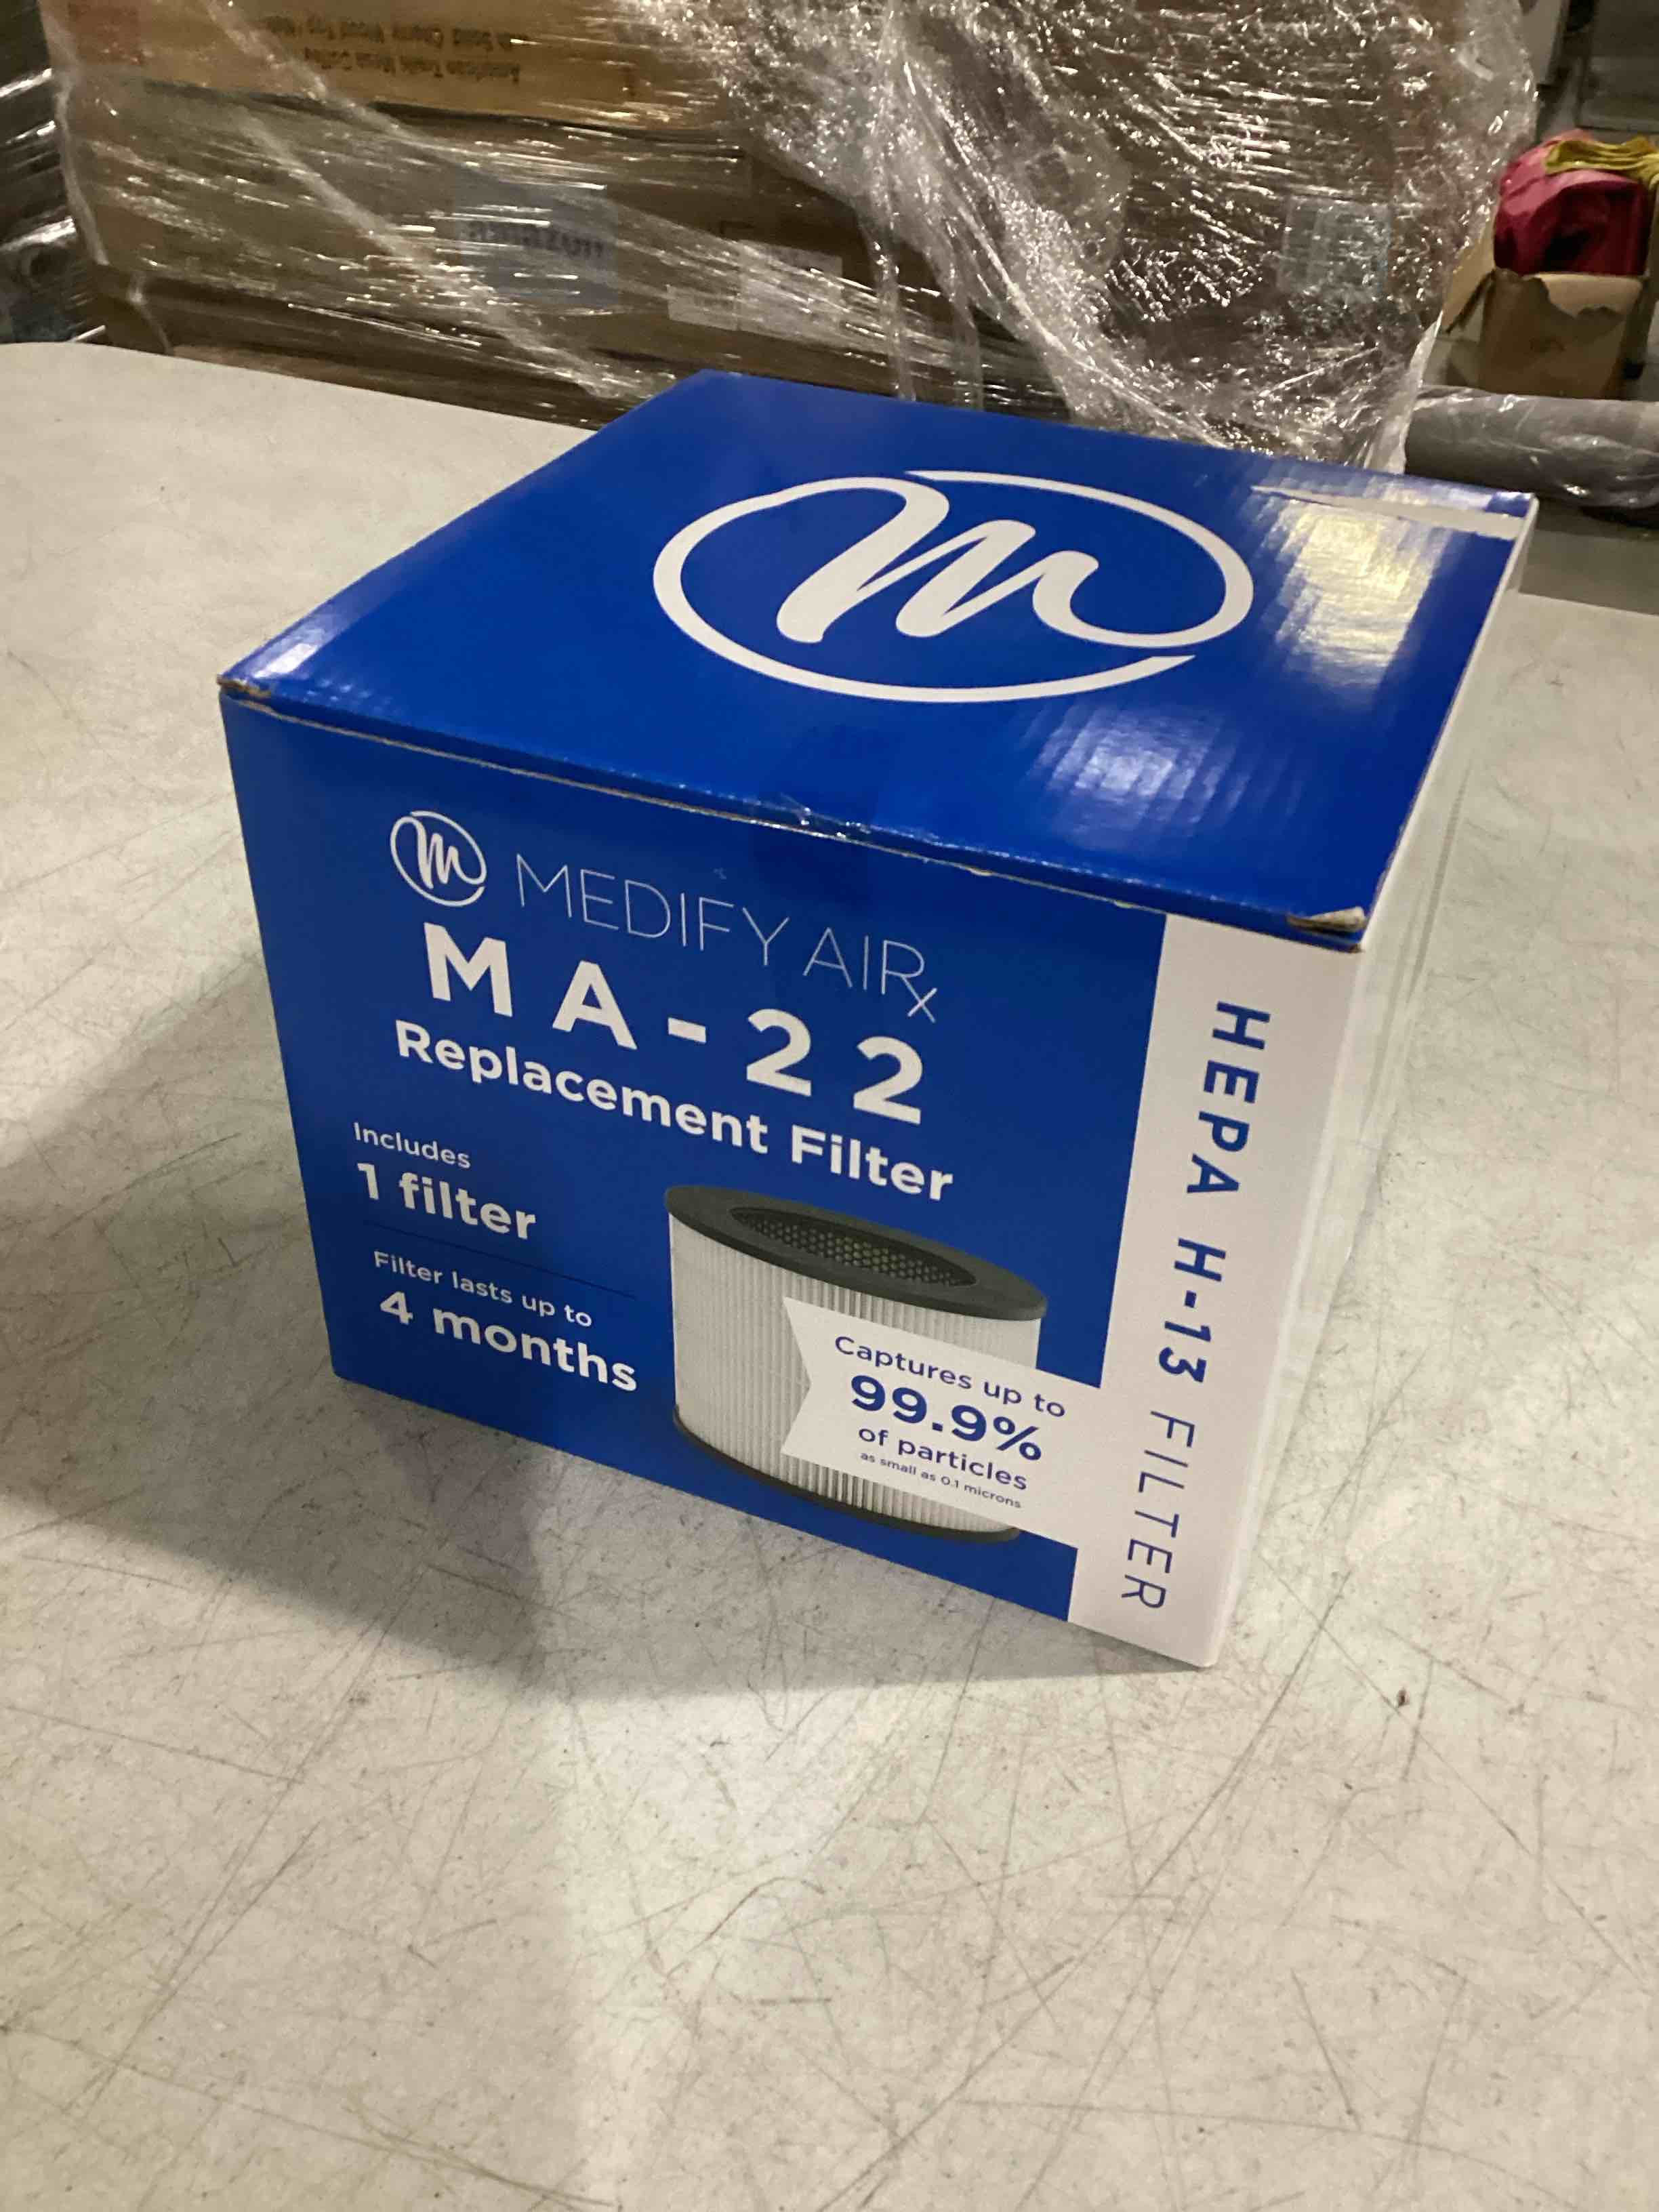 m
m MEDIFY AIRx
MA-22
Replacement Filter
Includes
1 filter
Filter lasts up to
4 months
Captures up to
99.9%
of particles
as small as 0.1 microns
HEPA H-13 FILTER